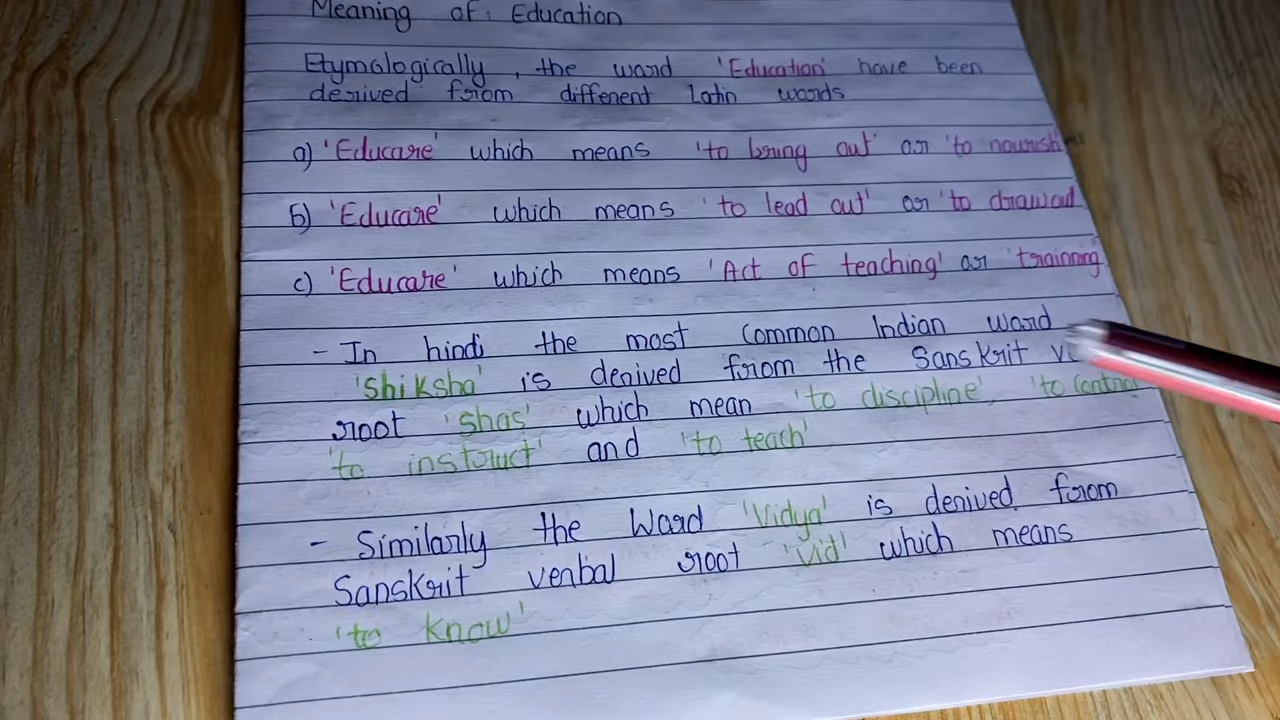 Meaning of Education
Etymologically, the word 'Education' have been
derived from different Latin words
a) 'Educare' which means 'to bring out' or 'to nourish'
b) 'Educare' which means 'to lead out' or 'to drawout
c) 'Educare' which means 'Act of teaching' or 'training'
- In hindi the most Common Indian word
'Shiksha' is derived from the Sanskrit
root 'shas' which mean 'to discipline', 'to Control
'to instruct' and 'to teach'
- Similarly the Word 'Vidya' is derived from
Sanskrit verbal root 'Vid' which means
'to know'